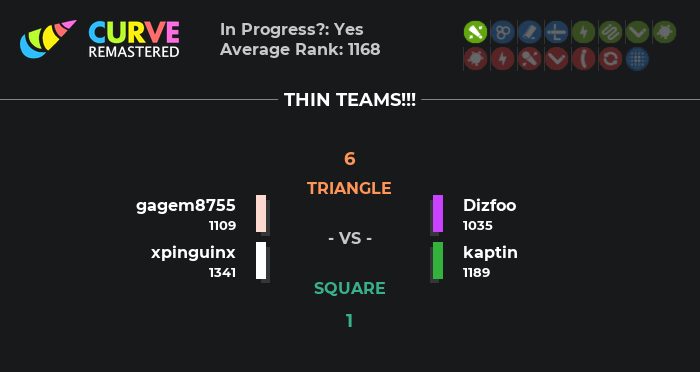 CURVE
REMASTERED
In Progress?: Yes
Average Rank: 1168
THIN TEAMS!!!
6
TRIANGLE
gagem8755
1109
Dizfoo
1035
- VS -
xpinguinx
1341
kaptin
1189
SQUARE
1